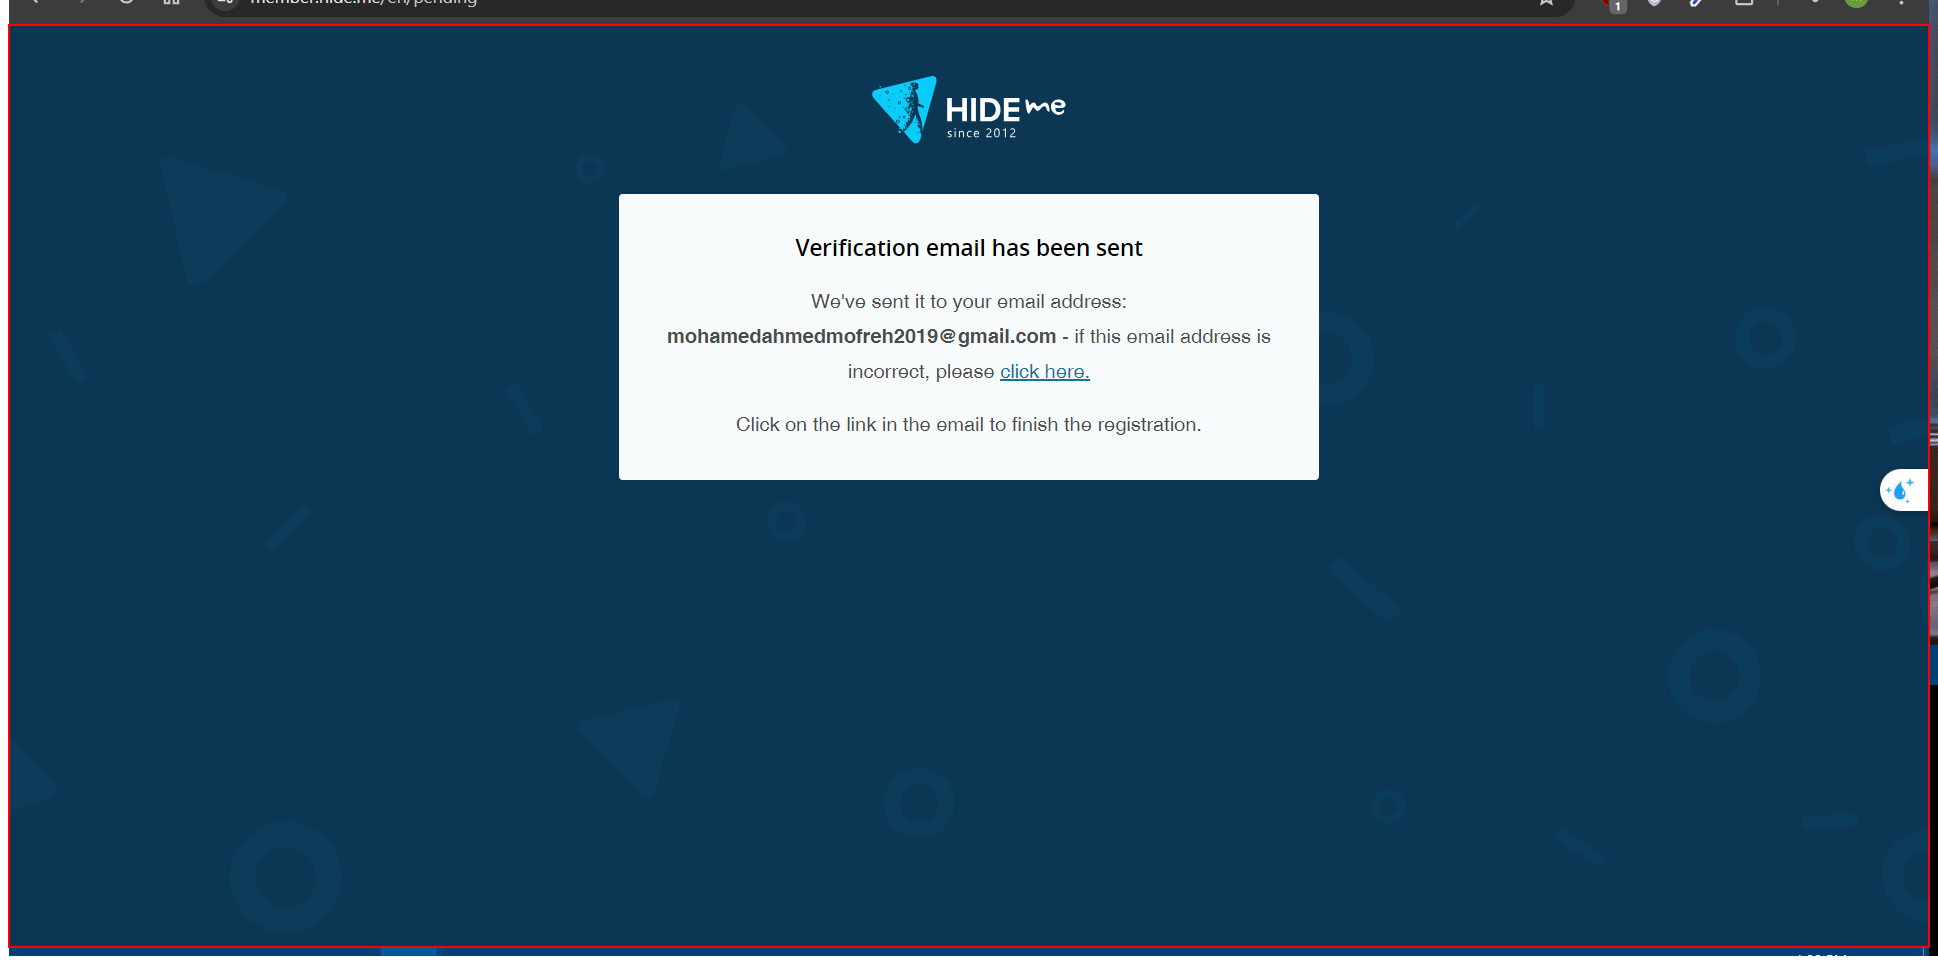 member.hide.me/en/pending
1
HIDE me
since 2012
Verification email has been sent
We've sent it to your email address:
mohamedahmedmofreh2019@gmail.com - if this email address is
incorrect, please click here.
Click on the link in the email to finish the registration.